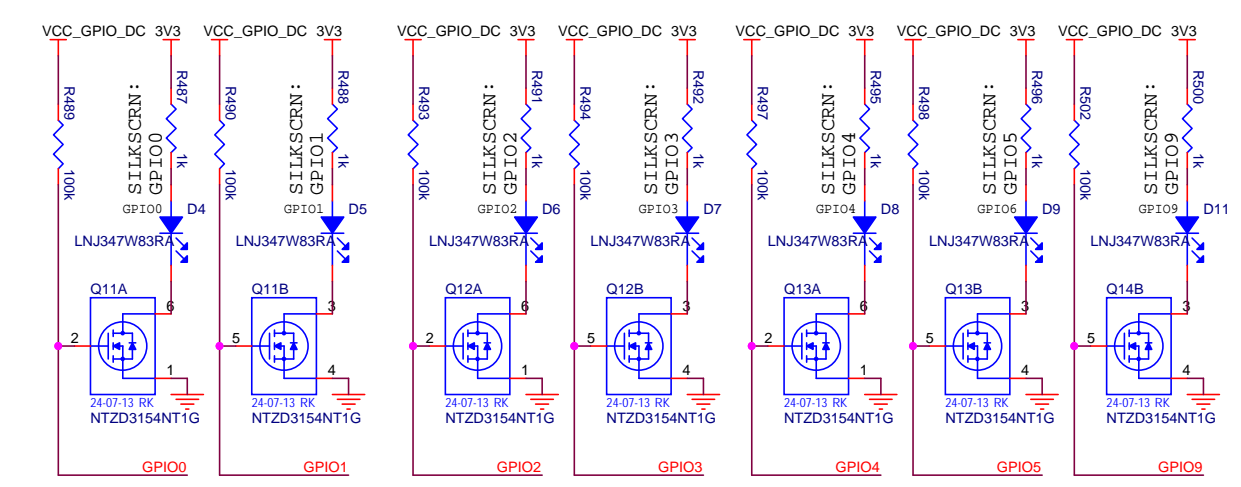 VCC_GPIO_DC 3V3 VCC_GPIO_DC 3V3 VCC_GPIO_DC 3V3 VCC_GPIO_DC 3V3 VCC_GPIO_DC 3V3 VCC_GPIO_DC 3V3 VCC_GPIO_DC 3V3
R489
100k
SILKSCRN:
GPIO0
R487
1k
R490
100k
SILKSCRN:
GPIO1
R488
1k
R493
100k
SILKSCRN:
GPIO2
R491
1k
R494
100k
SILKSCRN:
GPIO3
R492
1k
R497
100k
SILKSCRN:
GPIO4
R495
1k
R498
100k
SILKSCRN:
GPIO5
R496
1k
R502
100k
SILKSCRN:
GPIO9
R500
1k
GPIO0 D4 GPIO1 D5 GPIO2 D6 GPIO3 D7 GPIO4 D8 GPIO6 D9 GPIO9 D11
LNJ347W83RA LNJ347W83RA LNJ347W83RA LNJ347W83RA LNJ347W83RA LNJ347W83RA LNJ347W83RA
Q11A Q11B Q12A Q12B Q13A Q13B Q14B
6 3 6 3 6 3 3
2 5 2 5 2 5 5
1 4 1 4 1 4 4
24-07-13 RK 24-07-13 RK 24-07-13 RK 24-07-13 RK 24-07-13 RK 24-07-13 RK 24-07-13 RK
NTZD3154NT1G NTZD3154NT1G NTZD3154NT1G NTZD3154NT1G NTZD3154NT1G NTZD3154NT1G NTZD3154NT1G
GPIO0 GPIO1 GPIO2 GPIO3 GPIO4 GPIO5 GPIO9